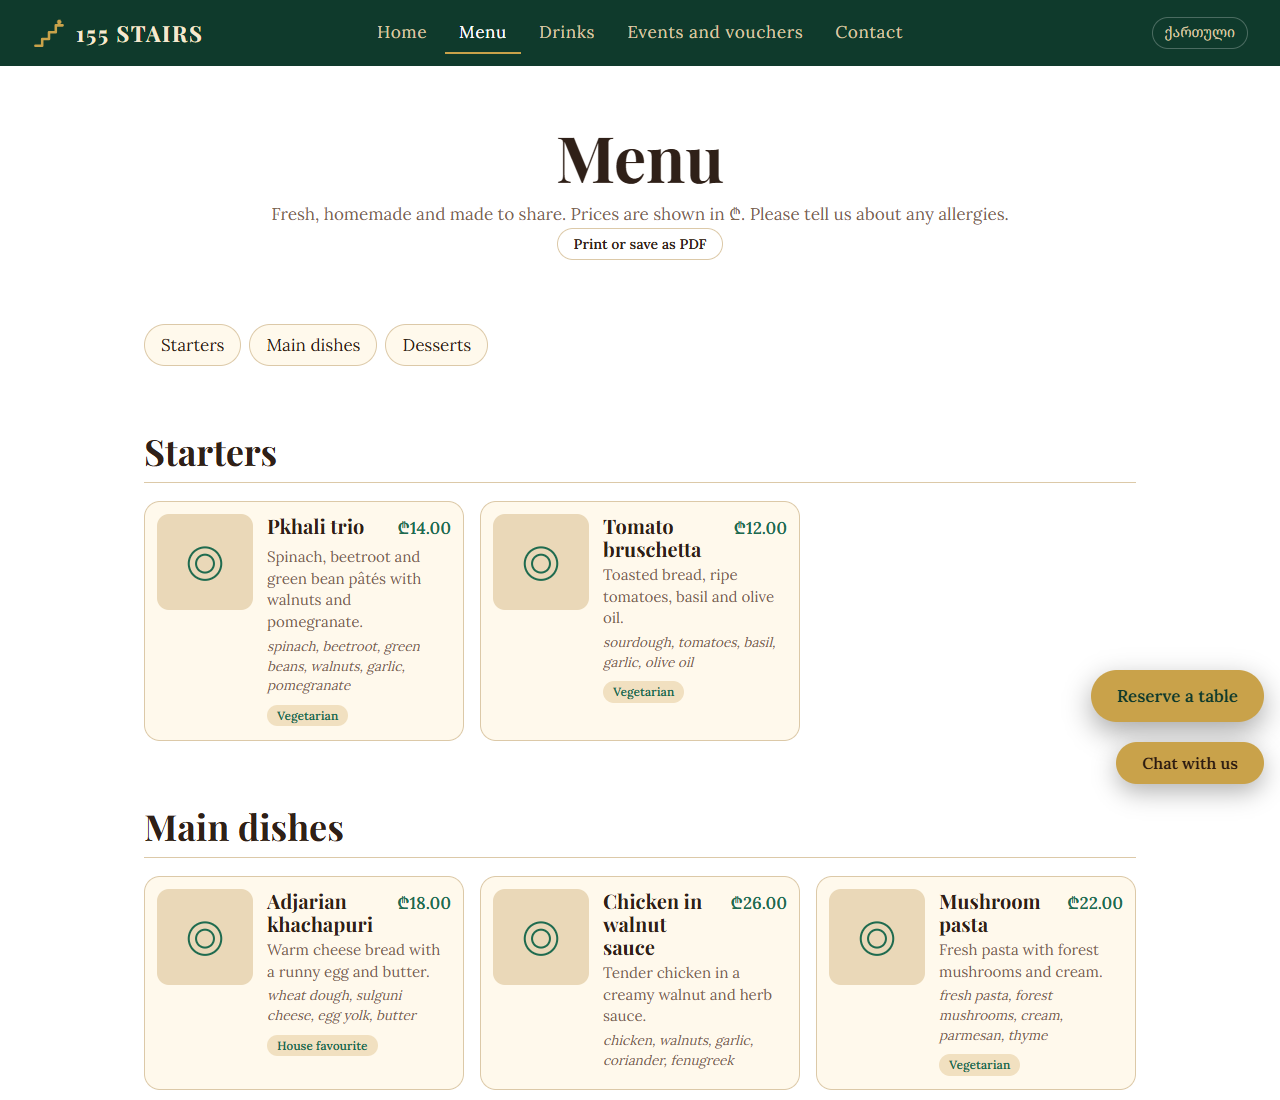 155 STAIRS
Home
Menu
Drinks
Events and vouchers
Contact
ქართული
Menu
Fresh, homemade and made to share. Prices are shown in ₾. Please tell us about any allergies.
Print or save as PDF
Starters
Main dishes
Desserts
Starters
Pkhali trio
₾14.00
Spinach, beetroot and
green bean pâtés with
walnuts and
pomegranate.
spinach, beetroot, green
beans, walnuts, garlic,
pomegranate
Vegetarian
Tomato
bruschetta
₾12.00
Toasted bread, ripe
tomatoes, basil and olive
oil.
sourdough, tomatoes, basil,
garlic, olive oil
Vegetarian
Reserve a table
Chat with us
Main dishes
Adjarian
khachapuri
₾18.00
Warm cheese bread with
a runny egg and butter.
wheat dough, sulguni
cheese, egg yolk, butter
House favourite
Chicken in
walnut
sauce
₾26.00
Tender chicken in a
creamy walnut and herb
sauce.
chicken, walnuts, garlic,
coriander, fenugreek
Mushroom
pasta
₾22.00
Fresh pasta with forest
mushrooms and cream.
fresh pasta, forest
mushrooms, cream,
parmesan, thyme
Vegetarian